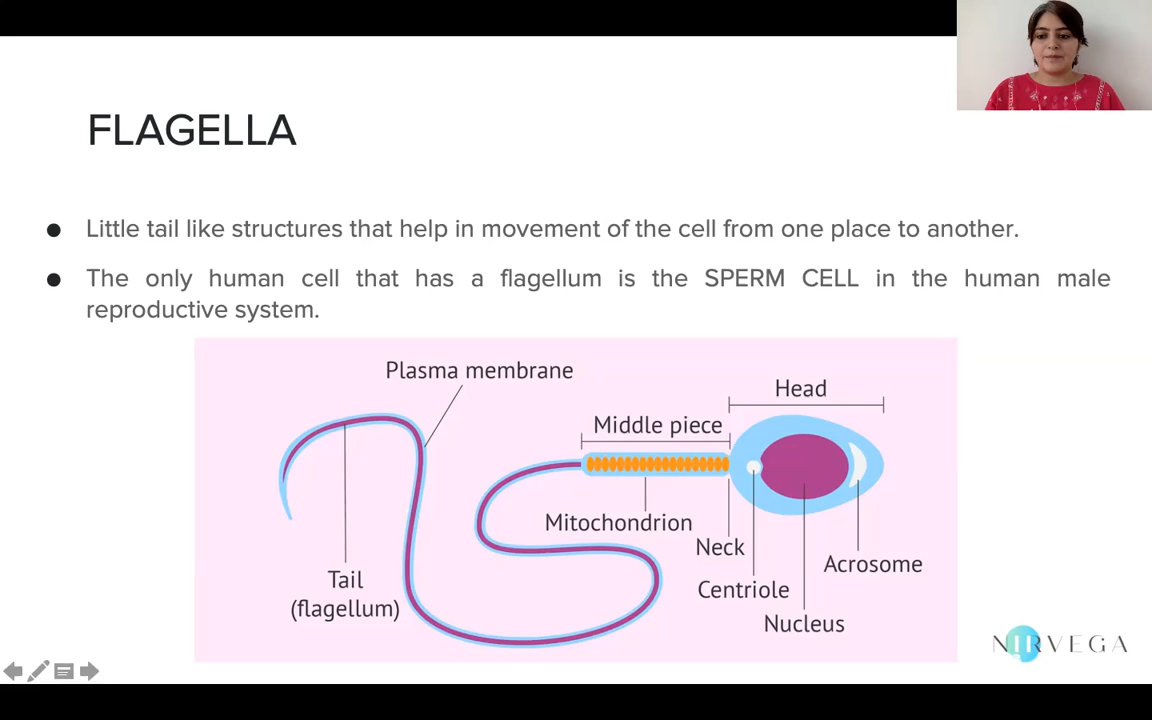 FLAGELLA
● Little tail like structures that help in movement of the cell from one place to another.
● The only human cell that has a flagellum is the SPERM CELL in the human male
reproductive system.
Plasma membrane
Head
Middle piece
Mitochondrion
Neck
Acrosome
Tail
(flagellum)
Centriole
Nucleus
NIRVEGA